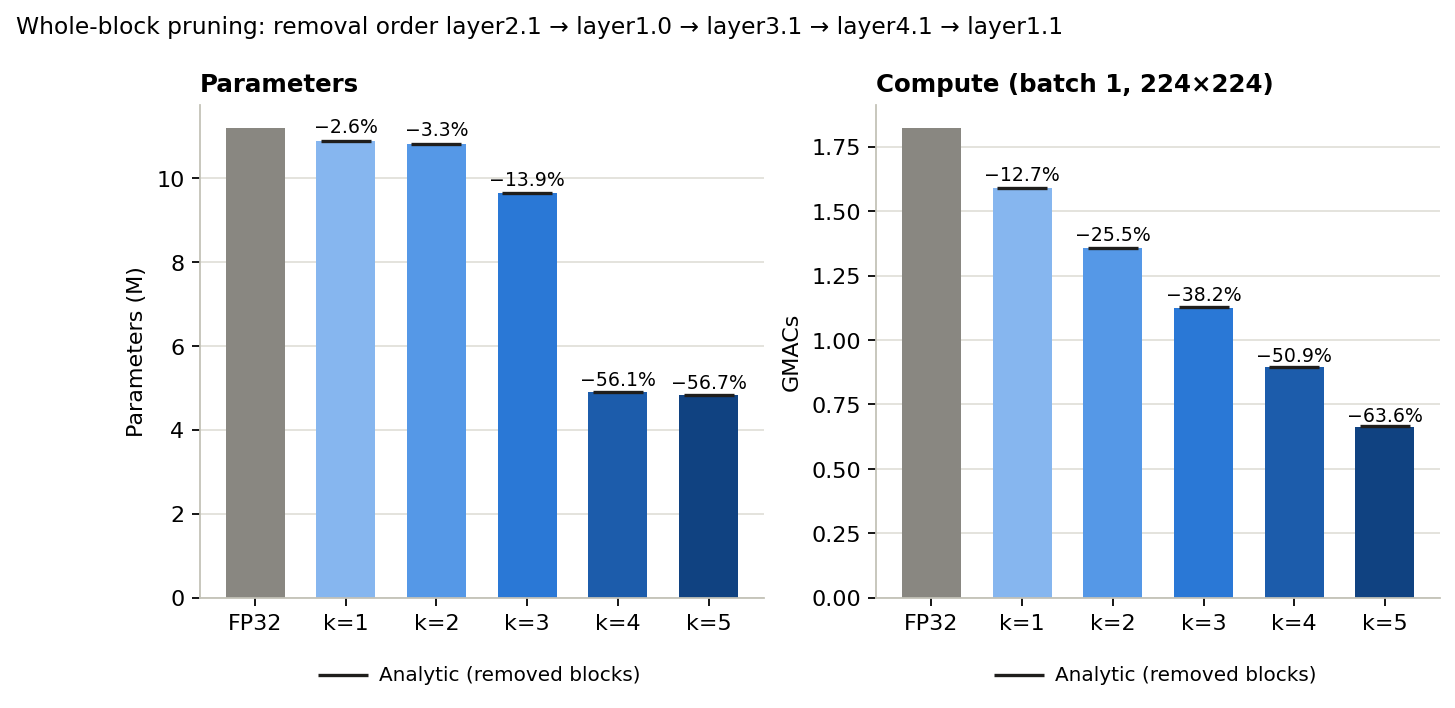 Whole-block pruning: removal order layer2.1 → layer1.0 → layer3.1 → layer4.1 → layer1.1
Parameters
Parameters (M)
10
8
6
4
2
0
−2.6%
−3.3%
−13.9%
−56.1%
−56.7%
FP32 k=1 k=2 k=3 k=4 k=5
Analytic (removed blocks)
Compute (batch 1, 224×224)
GMACs
1.75
1.50
1.25
1.00
0.75
0.50
0.25
0.00
−12.7%
−25.5%
−38.2%
−50.9%
−63.6%
FP32 k=1 k=2 k=3 k=4 k=5
Analytic (removed blocks)